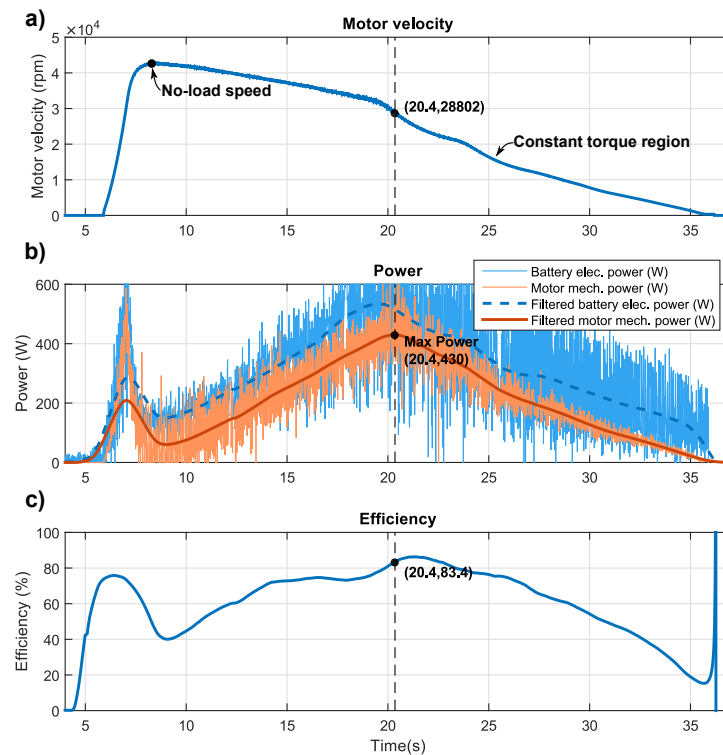 a)
×10⁴
Motor velocity
Motor velocity (rpm)
5
4
3
2
1
0
No-load speed
(20.4,28802)
Constant torque region
5 10 15 20 25 30 35
b)
Power
Power (W)
600
400
200
0
Battery elec. power (W)
Motor mech. power (W)
Filtered battery elec. power (W)
Filtered motor mech. power (W)
Max Power
(20.4,430)
5 10 15 20 25 30 35
c)
Efficiency
Efficiency (%)
100
80
60
40
20
0
(20.4,83.4)
5 10 15 20 25 30 35
Time(s)